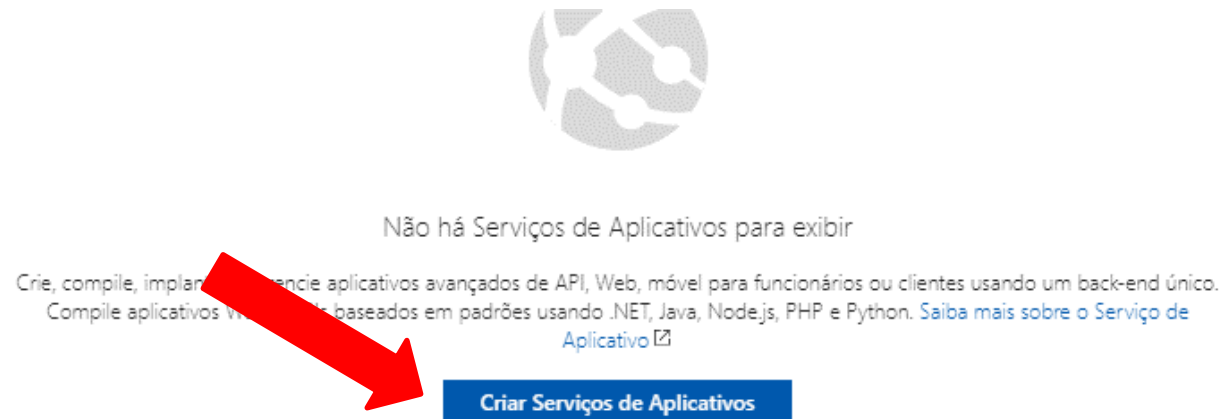 Não há Serviços de Aplicativos para exibir
Crie, compile, implan encie aplicativos avançados de API, Web, móvel para funcionários ou clientes usando um back-end único.
Compile aplicativos baseados em padrões usando .NET, Java, Node.js, PHP e Python. Saiba mais sobre o Serviço de
Aplicativo
Criar Serviços de Aplicativos